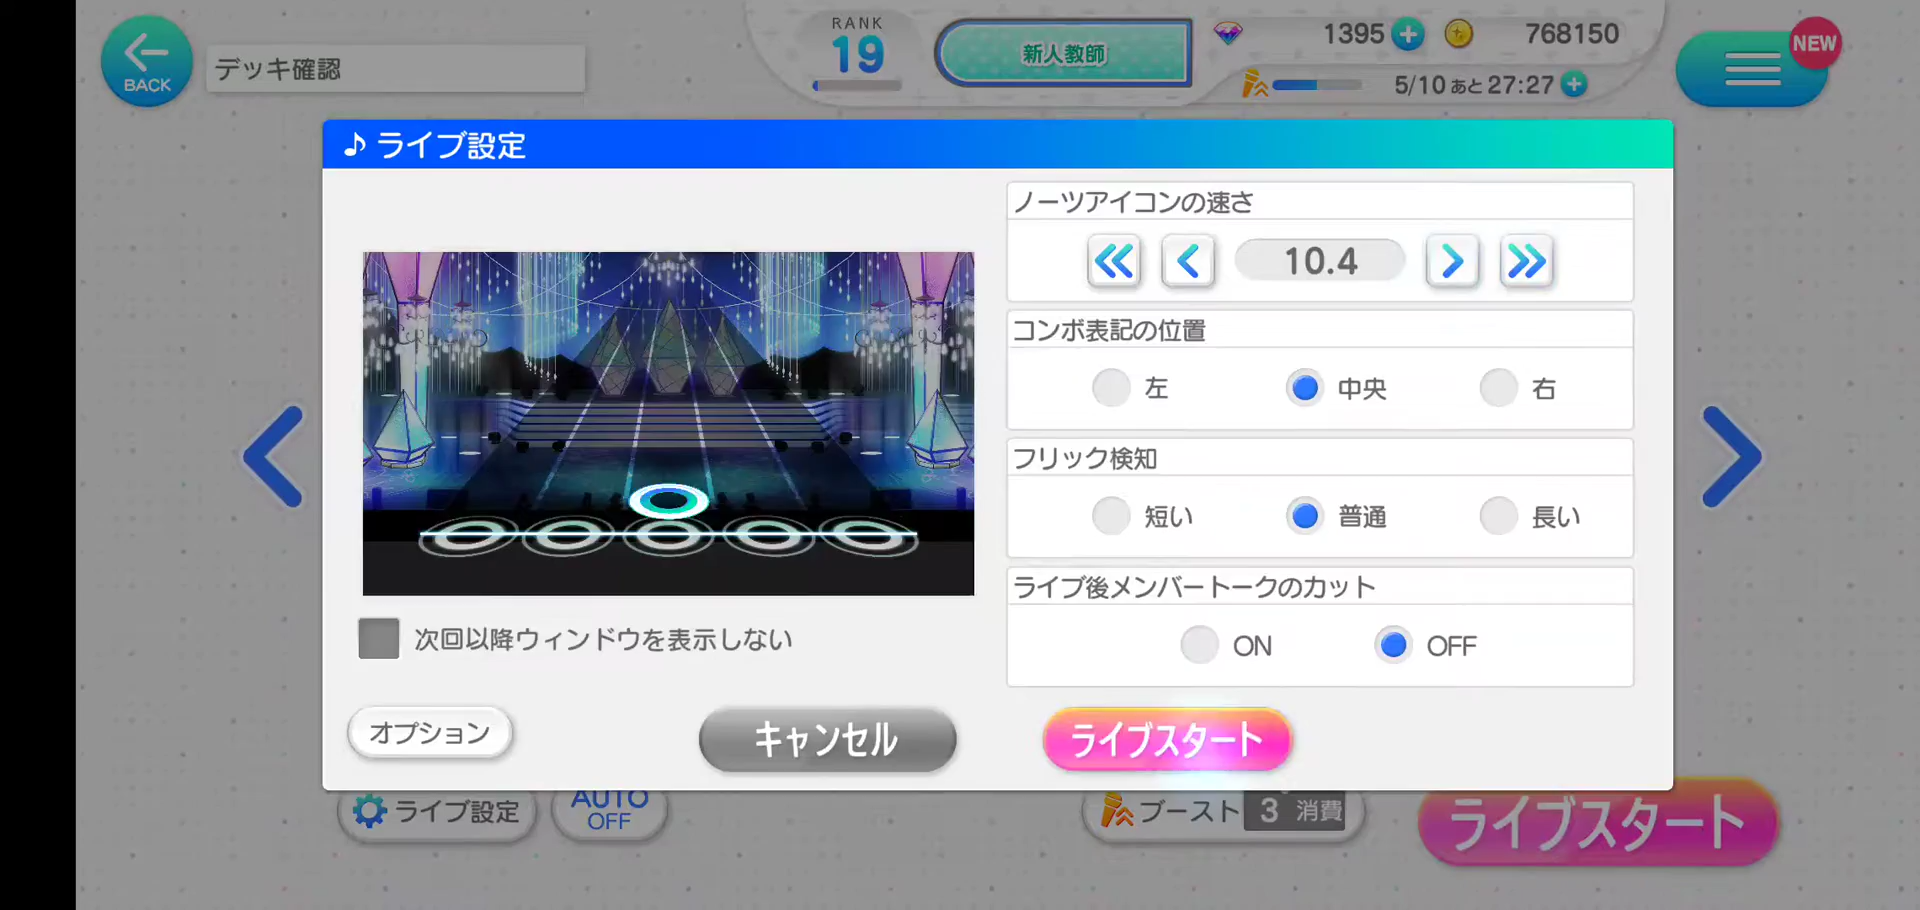 BACK
デッキ確認
RANK
19
新人教師
1395
768150
5/10 あと 27:27
NEW
♪ ライブ設定
ノーツアイコンの速さ
10.4
コンボ表記の位置
左
中央
右
フリック検知
短い
普通
長い
ライブ後メンバートークのカット
ON
OFF
次回以降ウィンドウを表示しない
オプション
キャンセル
ライブスタート
ライブ設定
AUTO
OFF
ブースト 3 消費
ライブスタート